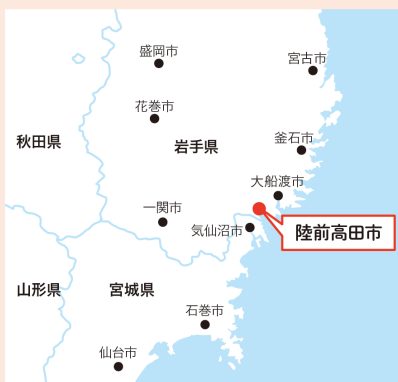 盛岡市
宮古市
花巻市
秋田県
岩手県
釜石市
大船渡市
一関市
気仙沼市
陸前高田市
山形県
宮城県
石巻市
仙台市